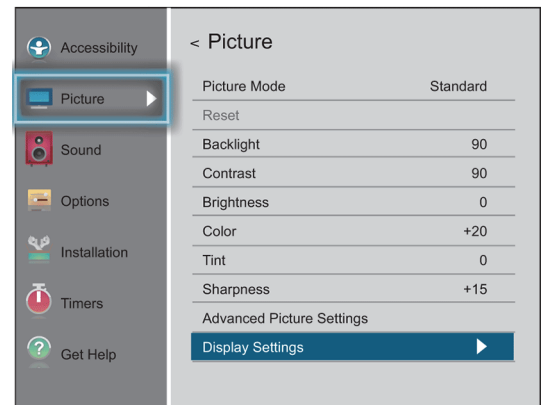 Accessibility
Picture
Sound
Options
Installation
Timers
Get Help
< Picture
Picture Mode Standard
Reset
Backlight 90
Contrast 90
Brightness 0
Color +20
Tint 0
Sharpness +15
Advanced Picture Settings
Display Settings